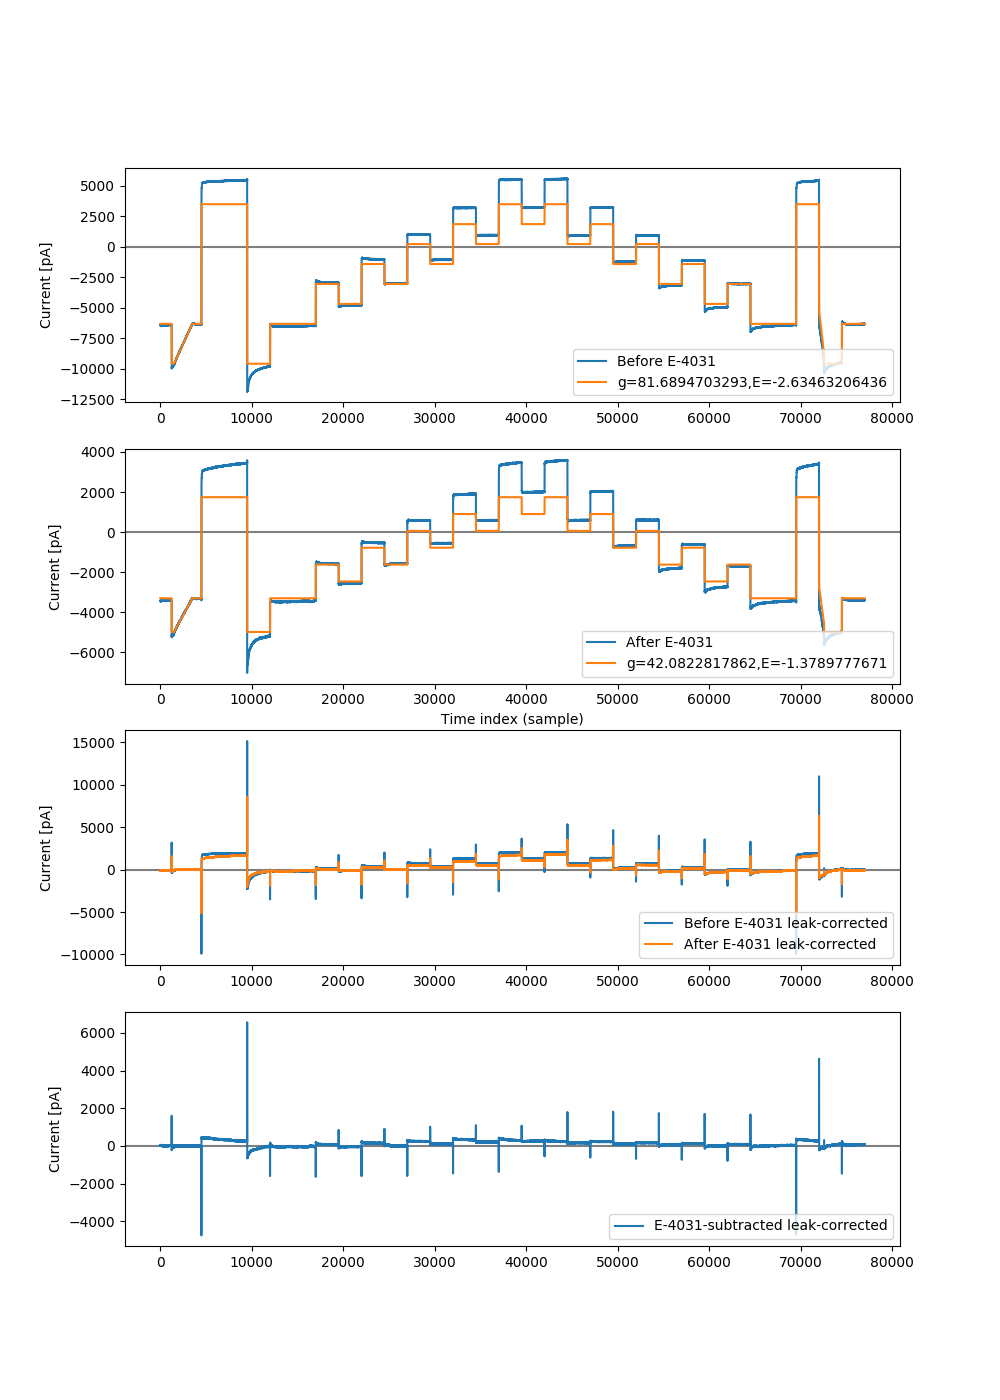 5000
2500
0
−2500
−5000
−7500
−10000
−12500
Current [pA]
Before E-4031
g=81.6894703293,E=-2.63463206436
0 10000 20000 30000 40000 50000 60000 70000 80000
4000
2000
0
−2000
−4000
−6000
Current [pA]
After E-4031
g=42.0822817862,E=-1.3789777671
0 10000 20000 30000 40000 50000 60000 70000 80000
Time index (sample)
15000
10000
5000
0
−5000
−10000
Current [pA]
Before E-4031 leak-corrected
After E-4031 leak-corrected
0 10000 20000 30000 40000 50000 60000 70000 80000
6000
4000
2000
0
−2000
−4000
Current [pA]
E-4031-subtracted leak-corrected
0 10000 20000 30000 40000 50000 60000 70000 80000